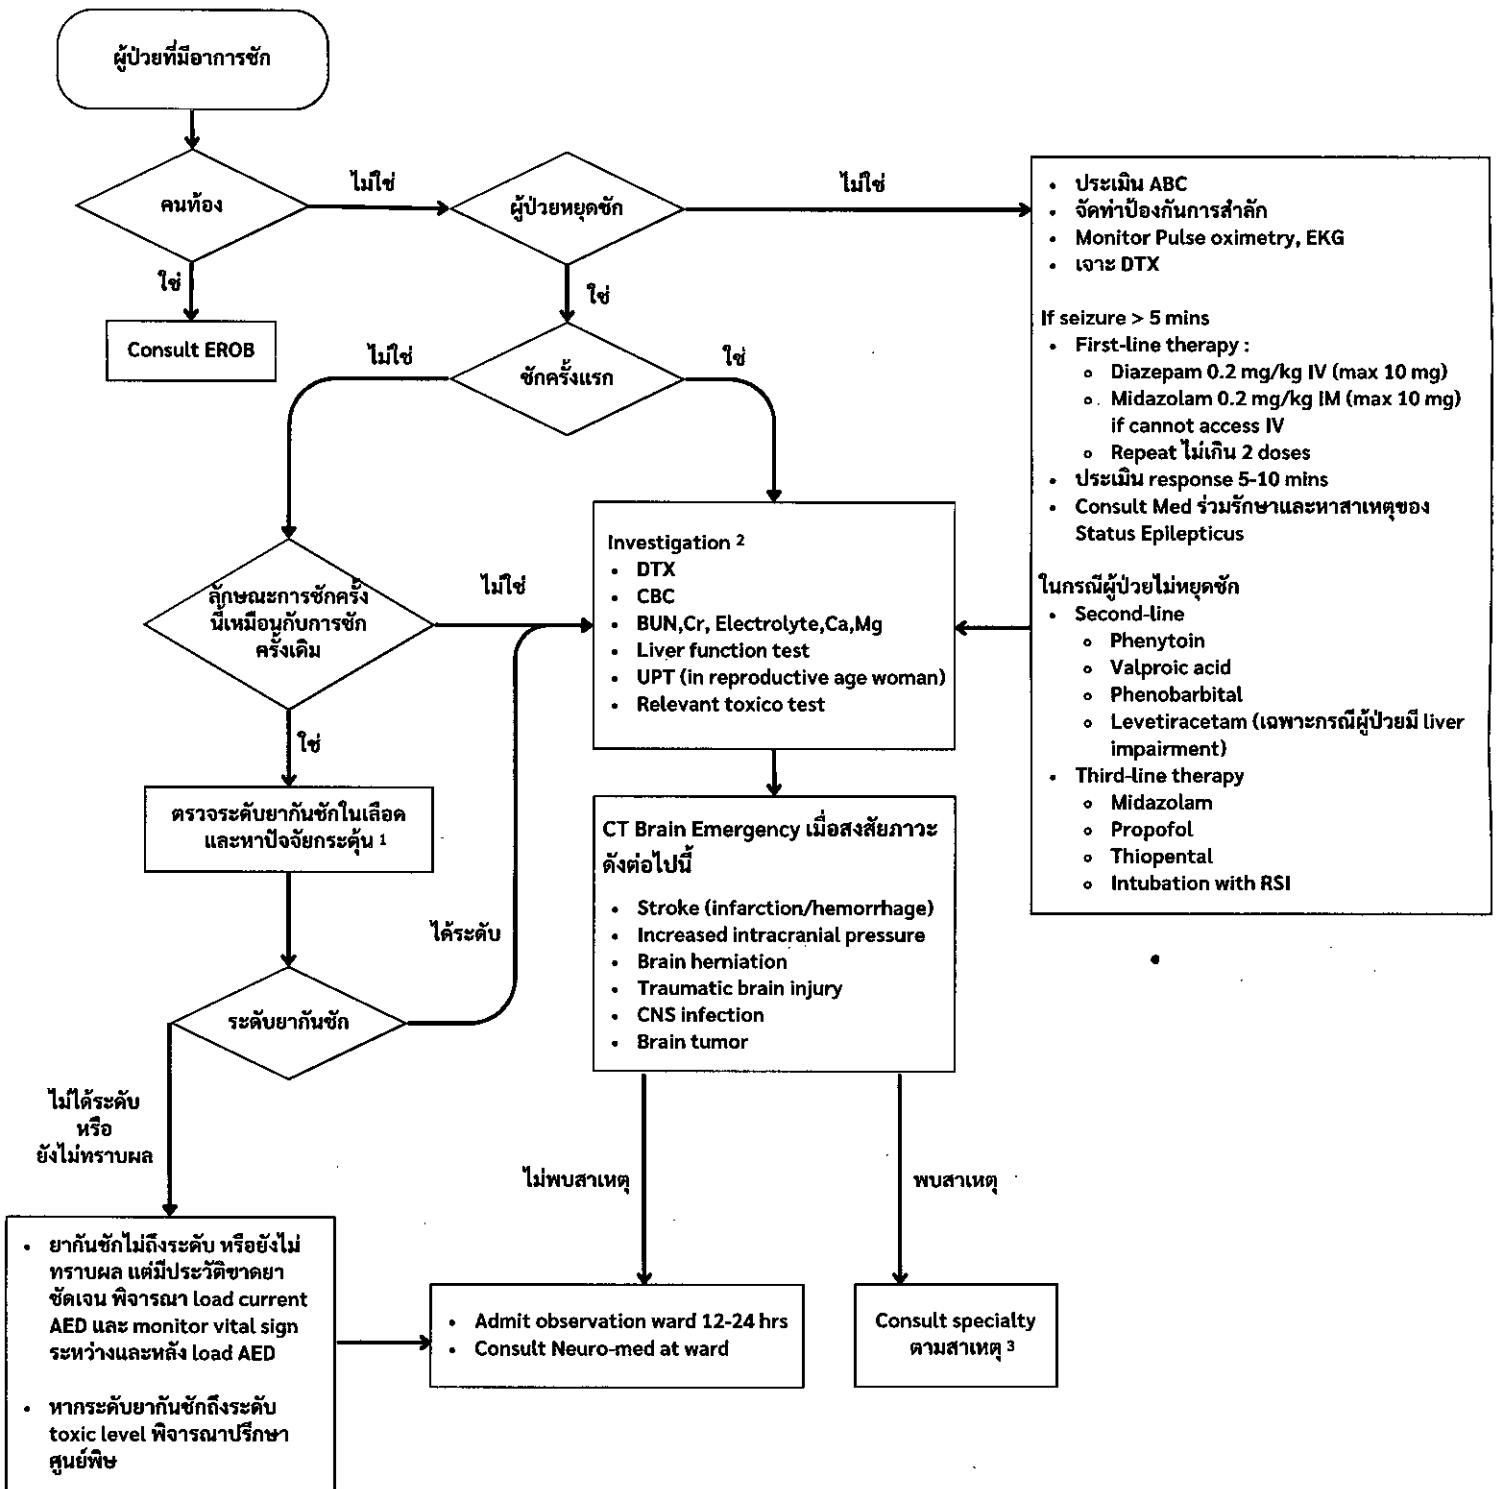 ผู้ป่วยที่มีอาการชัก
คนท้อง
ไม่ใช่
ผู้ป่วยหยุดชัก
ไม่ใช่
ใช่
Consult EROB
ใช่
ชักครั้งแรก
ไม่ใช่
ใช่
• ประเมิน ABC
• จัดท่าป้องกันการสำลัก
• Monitor Pulse oximetry, EKG
• เจาะ DTX
If seizure > 5 mins
• First-line therapy :
◦ Diazepam 0.2 mg/kg IV (max 10 mg)
◦ Midazolam 0.2 mg/kg IM (max 10 mg)
if cannot access IV
◦ Repeat ไม่เกิน 2 doses
• ประเมิน response 5-10 mins
• Consult Med ร่วมรักษาและหาสาเหตุของ
Status Epilepticus
ในกรณีผู้ป่วยไม่หยุดชัก
• Second-line
◦ Phenytoin
◦ Valproic acid
◦ Phenobarbital
◦ Levetiracetam (เฉพาะกรณีผู้ป่วยมี liver
impairment)
• Third-line therapy
◦ Midazolam
◦ Propofol
◦ Thiopental
◦ Intubation with RSI
ลักษณะการชักครั้ง
นี้เหมือนกับการชัก
ครั้งเดิม
ไม่ใช่
ใช่
Investigation ²
• DTX
• CBC
• BUN,Cr, Electrolyte,Ca,Mg
• Liver function test
• UPT (in reproductive age woman)
• Relevant toxico test
ตรวจระดับยากันชักในเลือด
และหาปัจจัยกระตุ้น ¹
ได้ระดับ
ระดับยากันชัก
CT Brain Emergency เมื่อสงสัยภาวะ
ดังต่อไปนี้
• Stroke (infarction/hemorrhage)
• Increased intracranial pressure
• Brain herniation
• Traumatic brain injury
• CNS infection
• Brain tumor
ไม่ได้ระดับ
หรือ
ยังไม่ทราบผล
ไม่พบสาเหตุ
พบสาเหตุ
• ยากันชักไม่ถึงระดับ หรือยังไม่
ทราบผล แต่มีประวัติขาดยา
ชัดเจน พิจารณา load current
AED และ monitor vital sign
ระหว่างและหลัง load AED
• หากระดับยากันชักถึงระดับ
toxic level พิจารณาปรึกษา
ศูนย์พิษ
• Admit observation ward 12-24 hrs
• Consult Neuro-med at ward
Consult specialty
ตามสาเหตุ ³